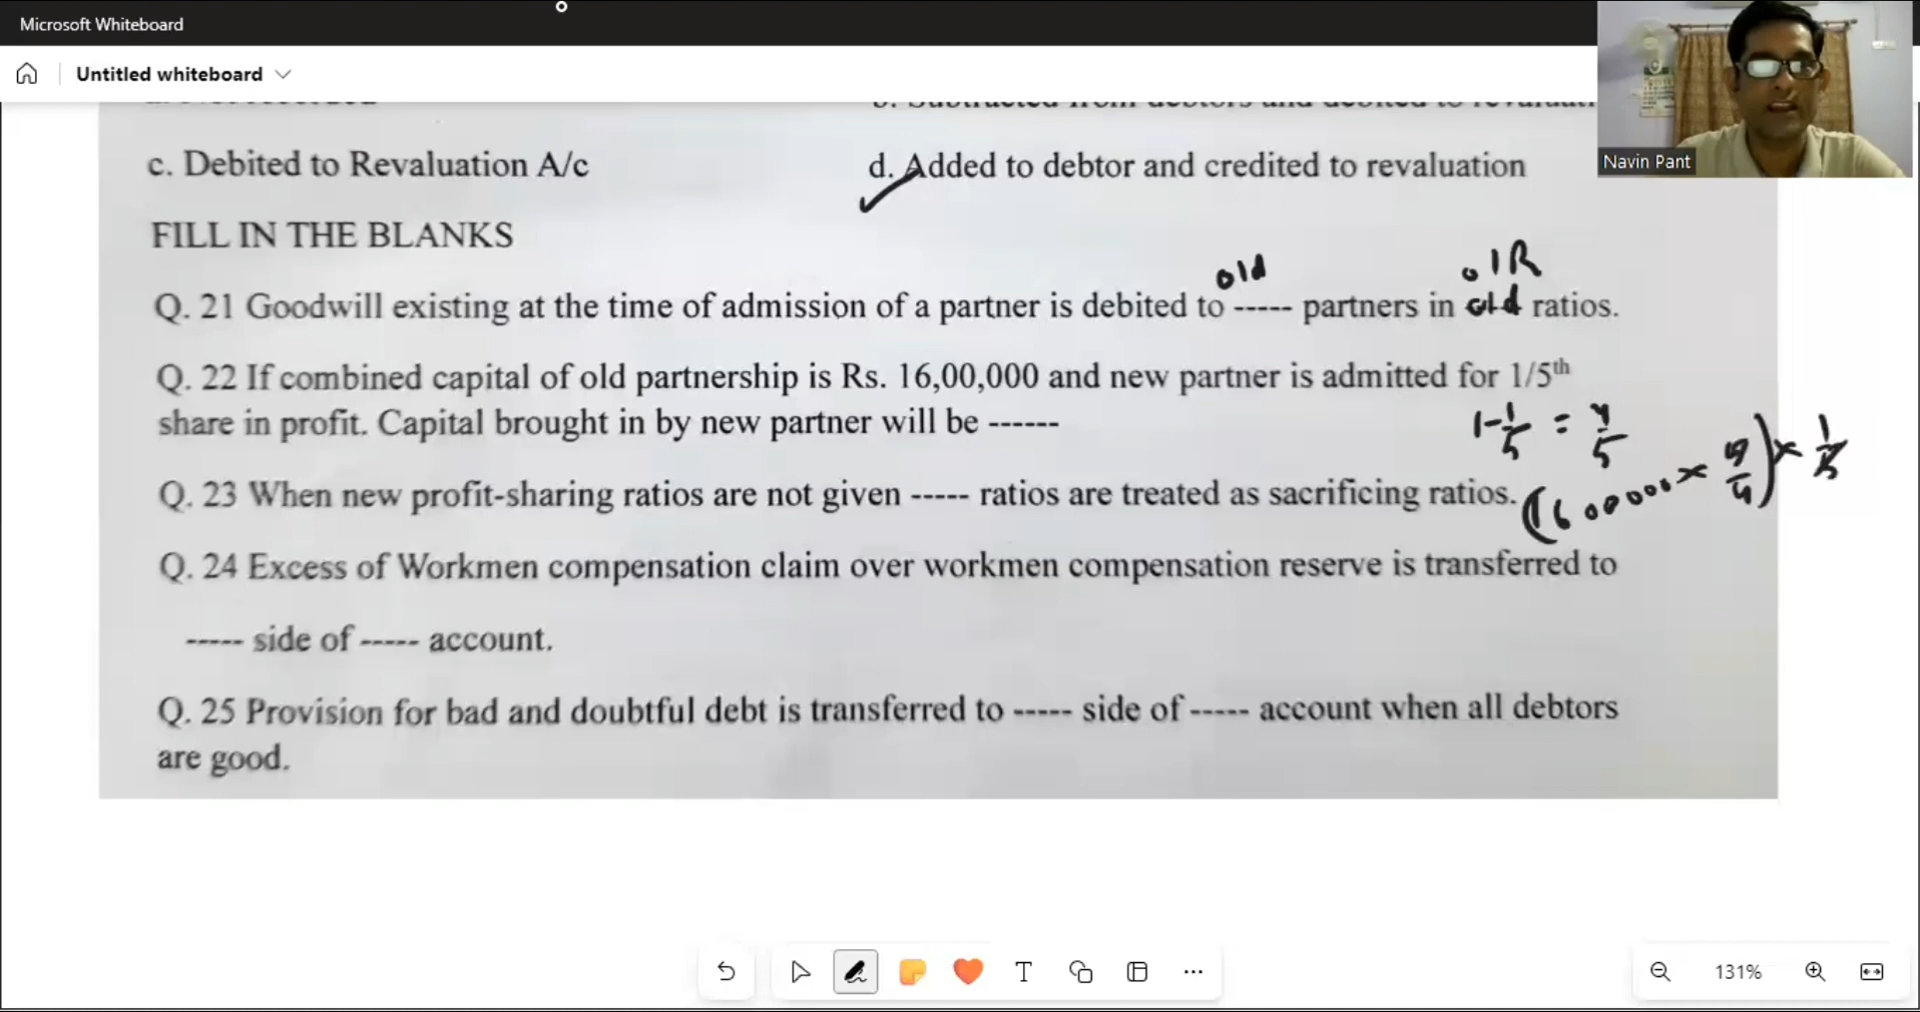 Microsoft Whiteboard
Untitled whiteboard
Navin Pant
c. Debited to Revaluation A/c d. Added to debtor and credited to revaluation
FILL IN THE BLANKS
old olR
Q. 21 Goodwill existing at the time of admission of a partner is debited to ----- partners in old ratios.
Q. 22 If combined capital of old partnership is Rs. 16,00,000 and new partner is admitted for 1/5th
share in profit. Capital brought in by new partner will be ------
1-1/5 = 4/5
Q. 23 When new profit-sharing ratios are not given ----- ratios are treated as sacrificing ratios.
(1600000 × 5/4) × 1/5
Q. 24 Excess of Workmen compensation claim over workmen compensation reserve is transferred to
----- side of ----- account.
Q. 25 Provision for bad and doubtful debt is transferred to ----- side of ----- account when all debtors
are good.
131%